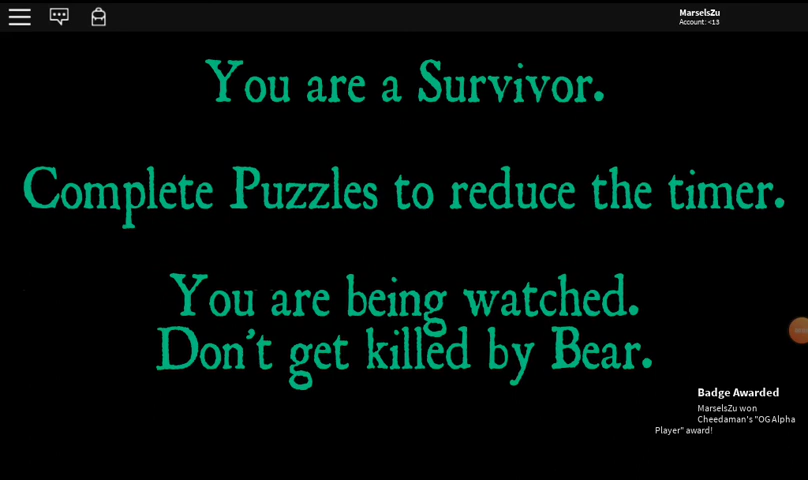 MarselsZu
Account: <13
You are a Survivor.
Complete Puzzles to reduce the timer.
You are being watched.
Don't get killed by Bear.
Badge Awarded
MarselsZu won
Cheedaman's "OG Alpha
Player" award!